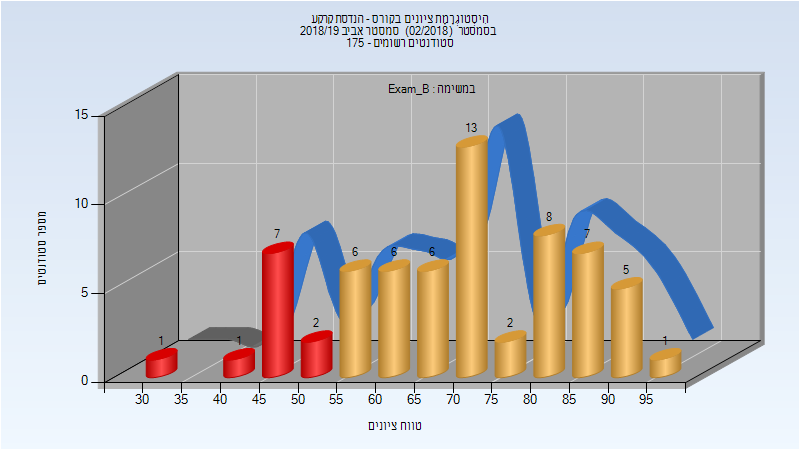 היסטוגרמת ציונים בקורס - הנדסת קרקע
בסמסטר (02/2018) סמסטר אביב 2018/19
סטודנטים רשומים - 175
במשימה : Exam_B
מספר סטודנטים
15
10
5
0
1
1
7
2
6
6
6
13
2
8
7
5
1
30 35 40 45 50 55 60 65 70 75 80 85 90 95
טווח ציונים